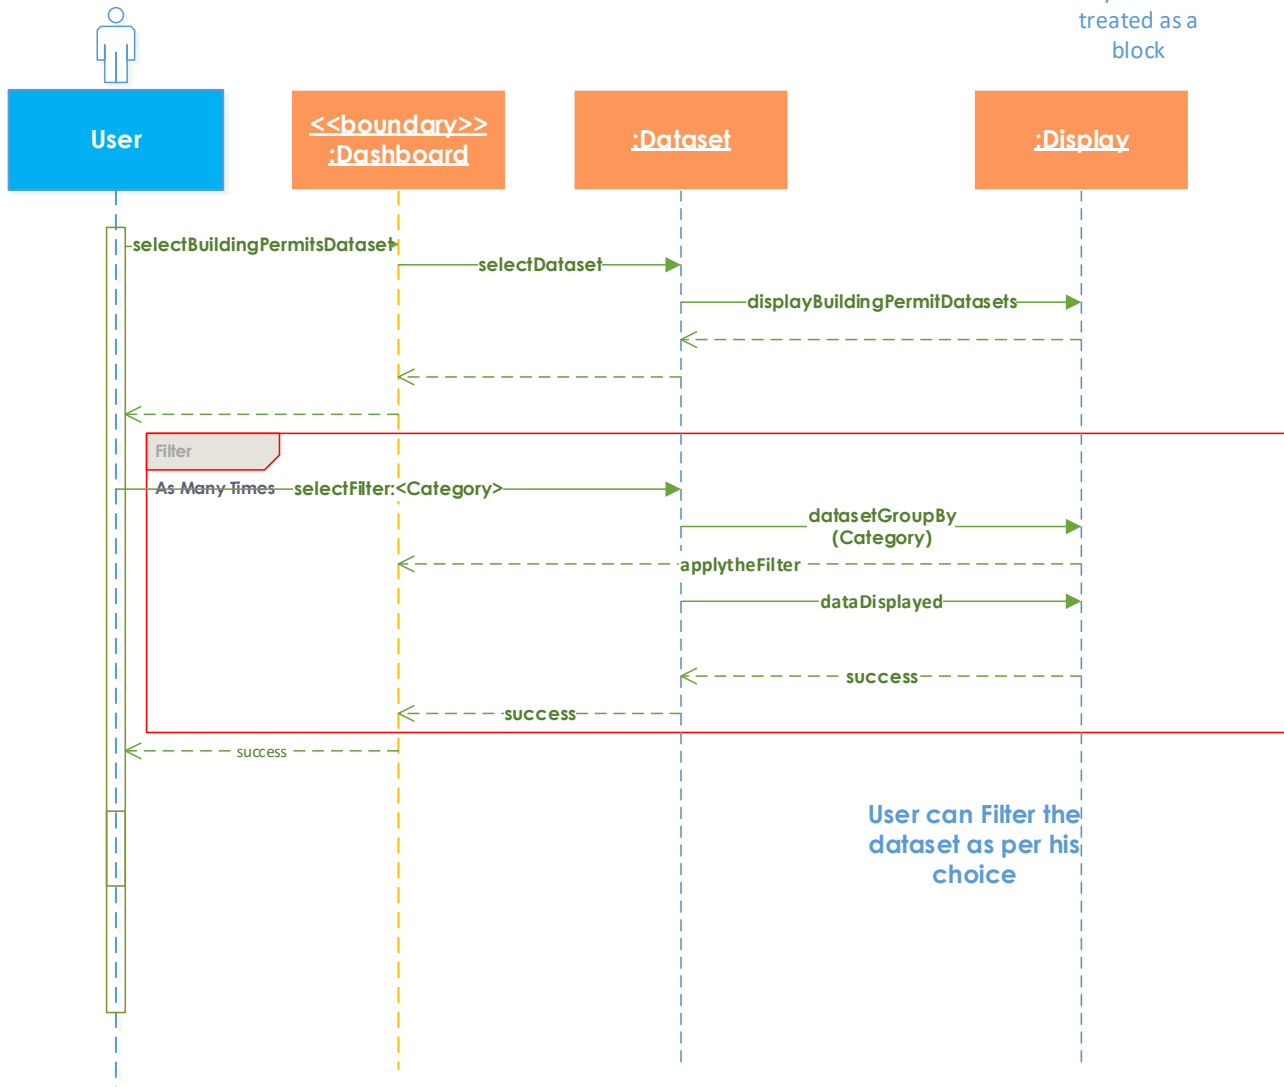 treated as a
block
User
<<boundary>>
:Dashboard
:Dataset
:Display
selectBuildingPermitsDataset
selectDataset
displayBuildingPermitDatasets
Filter
As Many Times
selectFilter:<Category>
datasetGroupBy
(Category)
applytheFilter
dataDisplayed
success
success
success
User can Filter the
dataset as per his
choice